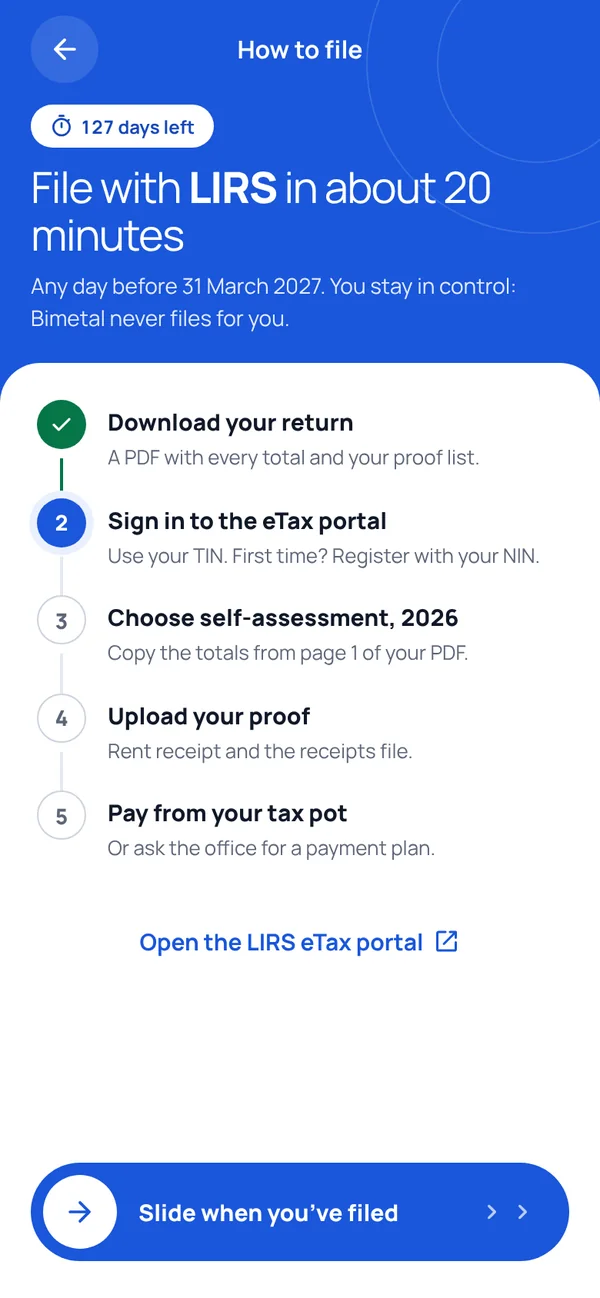 How to file
127 days left
File with LIRS in about 20
minutes
Any day before 31 March 2027. You stay in control:
Bimetal never files for you.
Download your return
A PDF with every total and your proof list.
2
Sign in to the eTax portal
Use your TIN. First time? Register with your NIN.
3
Choose self-assessment, 2026
Copy the totals from page 1 of your PDF.
4
Upload your proof
Rent receipt and the receipts file.
5
Pay from your tax pot
Or ask the office for a payment plan.
Open the LIRS eTax portal
Slide when you’ve filed